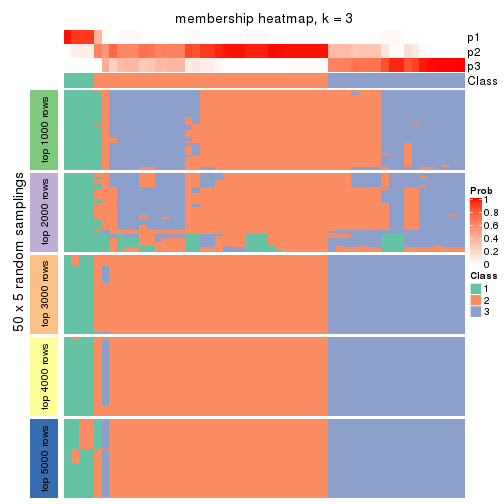 membership heatmap, k = 3
p1
p2
p3
Class
50 x 5 random samplings
top 1000 rows
top 2000 rows
top 3000 rows
top 4000 rows
top 5000 rows
Prob
1
0.8
0.6
0.4
0.2
0
Class
1
2
3